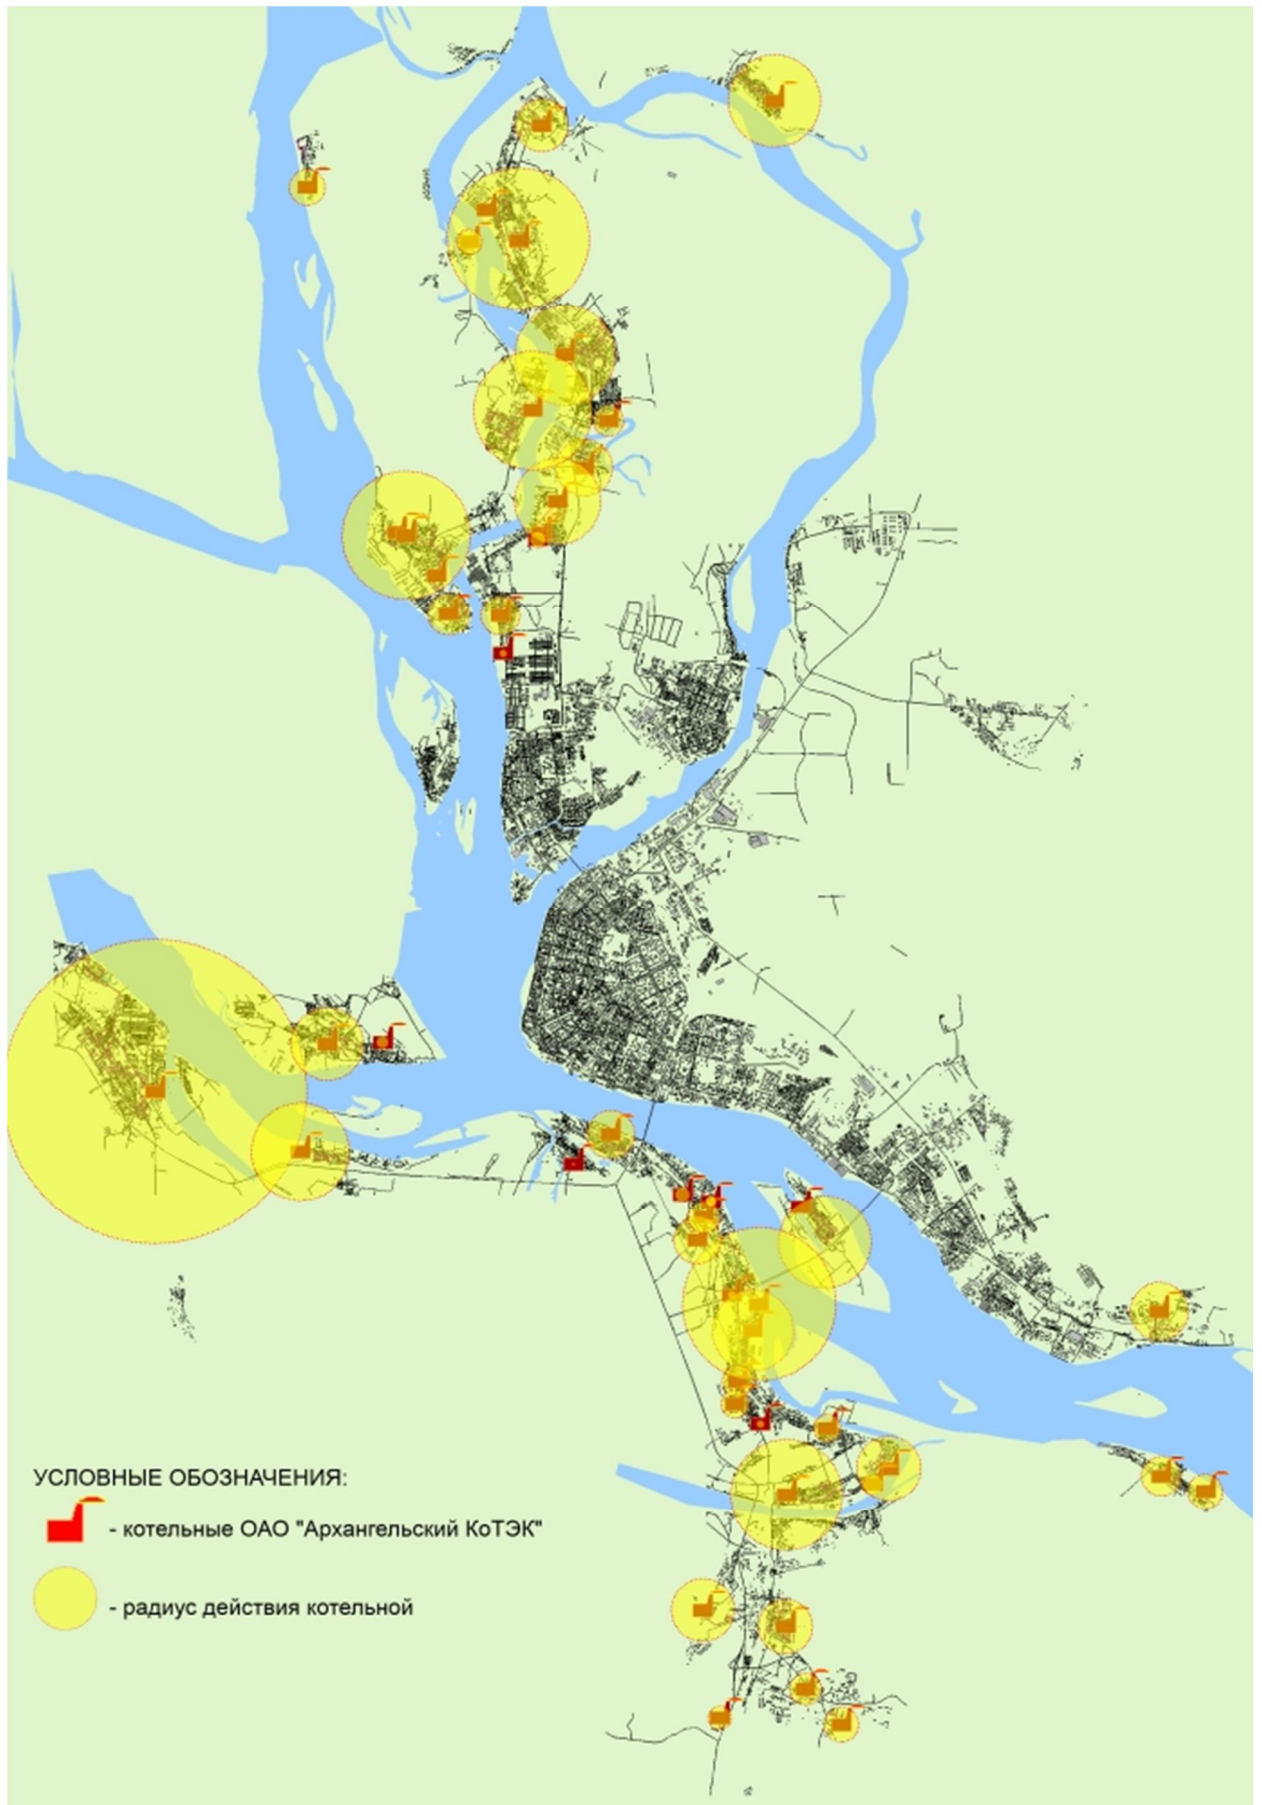 УСЛОВНЫЕ ОБОЗНАЧЕНИЯ:
- котельные ОАО "Архангельский КоТЭК"
- радиус действия котельной